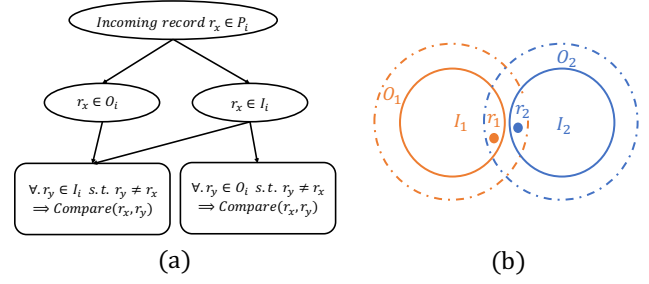 Incoming record r_x ∈ P_i
r_x ∈ O_i
r_x ∈ I_i
∀. r_y ∈ I_i s.t. r_y ≠ r_x
⟹ Compare(r_x, r_y)
∀. r_y ∈ O_i s.t. r_y ≠ r_x
⟹ Compare(r_x, r_y)
(a)
O_2
O_1
r_1 r_2
I_1
I_2
(b)